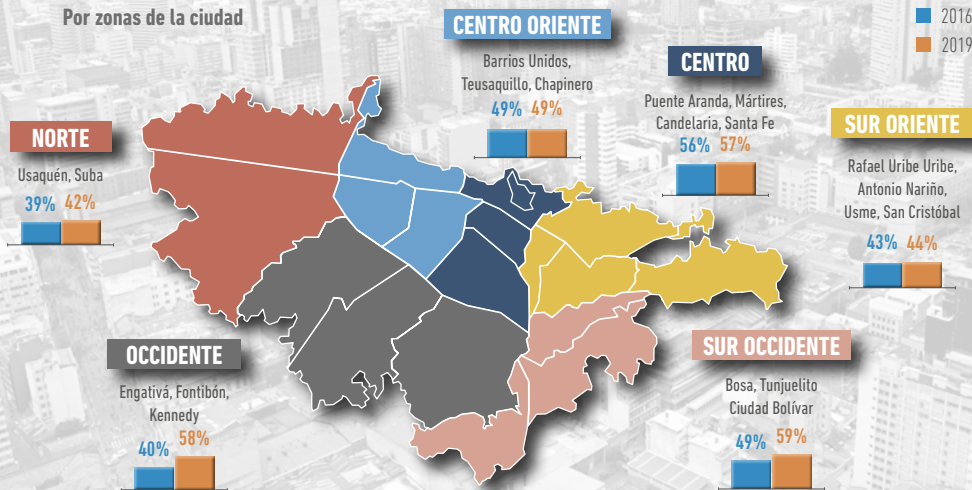 Por zonas de la ciudad
2016
2019
CENTRO ORIENTE
Barrios Unidos,
Teusaquillo, Chapinero
49% 49%
CENTRO
Puente Aranda, Mártires,
Candelaria, Santa Fe
56% 57%
NORTE
Usaquén, Suba
39% 42%
SUR ORIENTE
Rafael Uribe Uribe,
Antonio Nariño,
Usme, San Cristóbal
43% 44%
OCCIDENTE
Engativá, Fontibón,
Kennedy
40% 58%
SUR OCCIDENTE
Bosa, Tunjuelito
Ciudad Bolívar
49% 59%